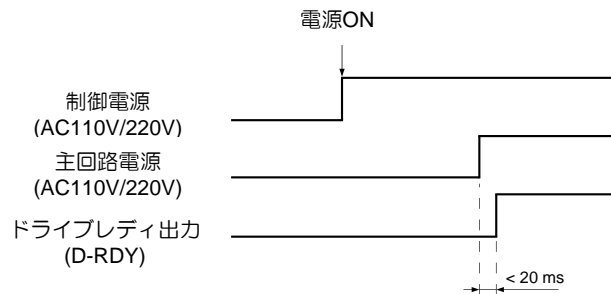 電源ON
制御電源
(AC110V/220V)
主回路電源
(AC110V/220V)
ドライブレディ出力
(D-RDY)
< 20 ms